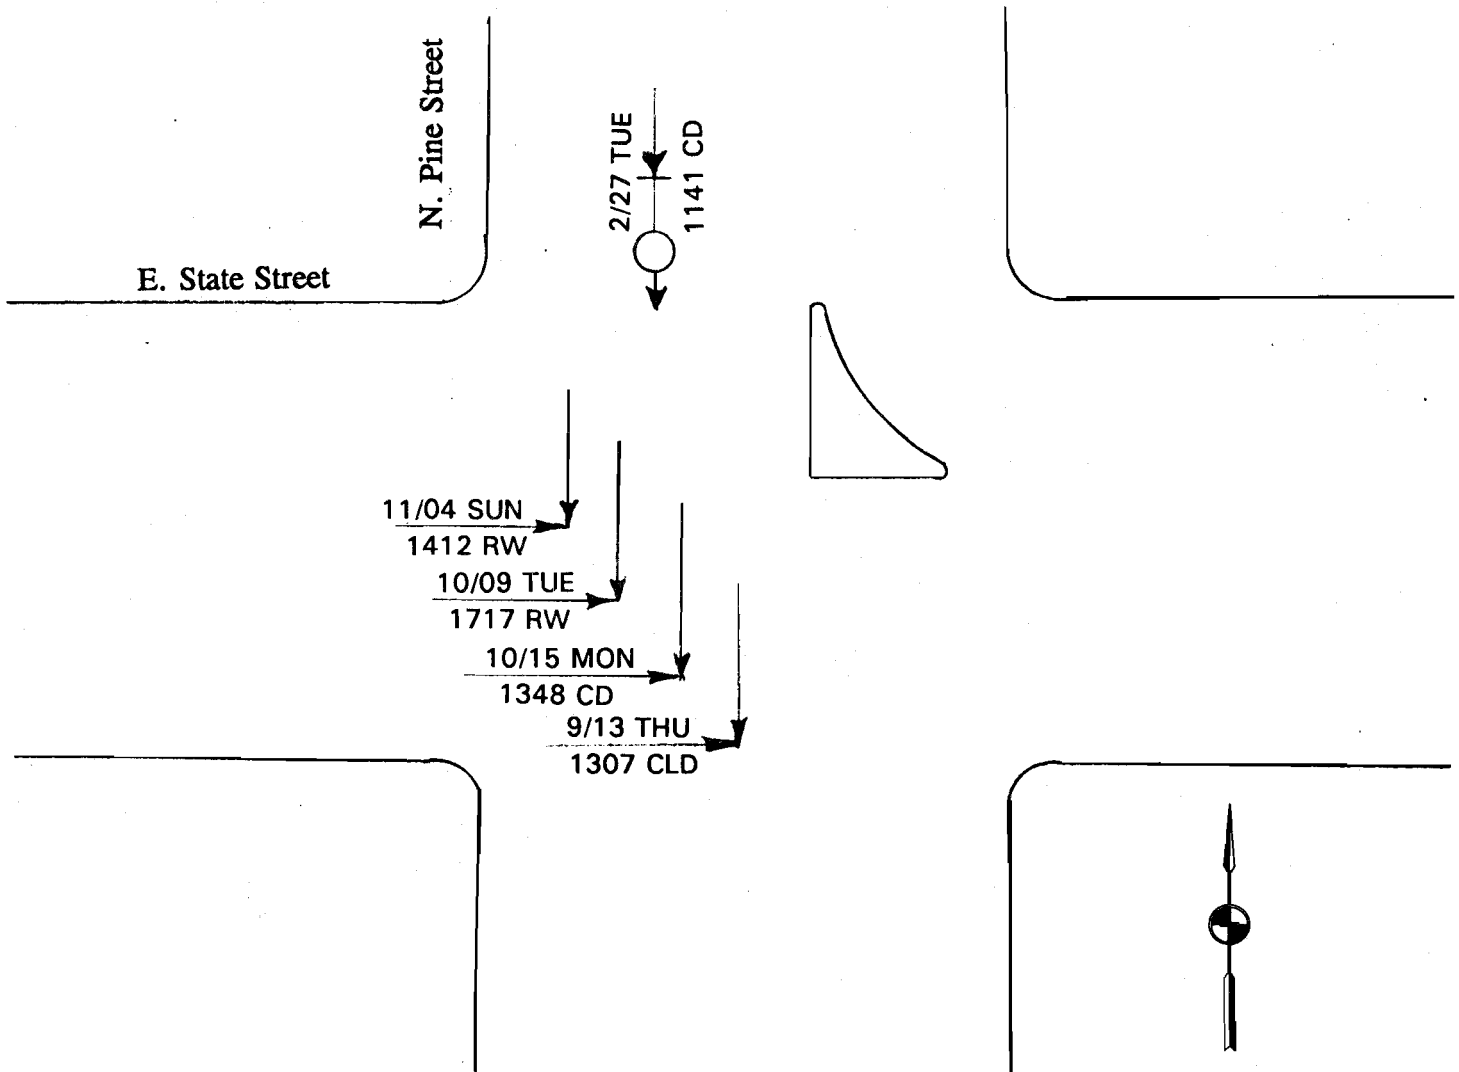 N. Pine Street
2/27 TUE
1141 CD
E. State Street
11/04 SUN
1412 RW
10/09 TUE
1717 RW
10/15 MON
1348 CD
9/13 THU
1307 CLD